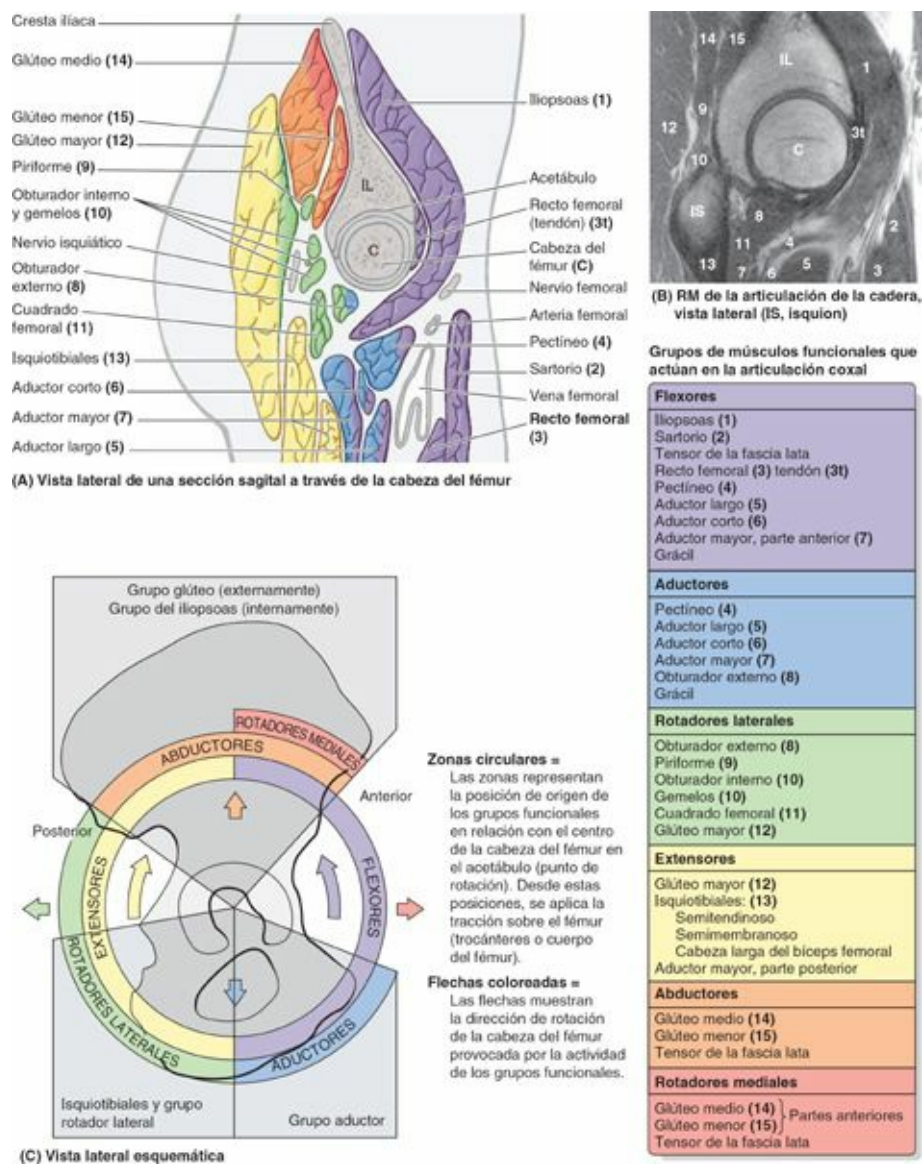 Cresta ilíaca
Glúteo medio (14)
Glúteo menor (15)
Glúteo mayor (12)
Piriforme (9)
Obturador interno
y gemelos (10)
Nervio isquiático
Obturador
externo (8)
Cuadrado
femoral (11)
Isquiotibiales (13)
Aductor corto (6)
Aductor mayor (7)
Aductor largo (5)
IL
C
Iliopsoas (1)
Acetábulo
Recto femoral
(tendón) (3t)
Cabeza del
fémur (C)
Nervio femoral
Arteria femoral
Pectíneo (4)
Sartorio (2)
Vena femoral
Recto femoral
(3)
(A) Vista lateral de una sección sagital a través de la cabeza del fémur
14
15
IL
1
9
12
3t
C
10
IS
8
2
11
4
13
7
6
5
3
(B) RM de la articulación de la cadera,
vista lateral (IS, isquion)
Grupos de músculos funcionales que
actúan en la articulación coxal
Flexores
Iliopsoas (1)
Sartorio (2)
Tensor de la fascia lata
Recto femoral (3) tendón (3t)
Pectíneo (4)
Aductor largo (5)
Aductor corto (6)
Aductor mayor, parte anterior (7)
Grácil
Aductores
Pectíneo (4)
Aductor largo (5)
Aductor corto (6)
Aductor mayor (7)
Obturador externo (8)
Grácil
Rotadores laterales
Obturador externo (8)
Piriforme (9)
Obturador interno (10)
Gemelos (10)
Cuadrado femoral (11)
Glúteo mayor (12)
Extensores
Glúteo mayor (12)
Isquiotibiales: (13)
Semitendinoso
Semimembranoso
Cabeza larga del bíceps femoral
Aductor mayor, parte posterior
Abductores
Glúteo medio (14)
Glúteo menor (15)
Tensor de la fascia lata
Rotadores mediales
Glúteo medio (14)
Glúteo menor (15)
Partes anteriores
Tensor de la fascia lata
Grupo glúteo (externamente)
Grupo del iliopsoas (internamente)
ROTADORES MEDIALES
ABDUCTORES
Posterior
Anterior
EXTENSORES
FLEXORES
ROTADORES LATERALES
ADUCTORES
Isquiotibiales y grupo
rotador lateral
Grupo aductor
Zonas circulares =
Las zonas representan
la posición de origen de
los grupos funcionales
en relación con el centro
de la cabeza del fémur en
el acetábulo (punto de
rotación). Desde estas
posiciones, se aplica la
tracción sobre el fémur
(trocánteres o cuerpo
del fémur).
Flechas coloreadas =
Las flechas muestran
la dirección de rotación
de la cabeza del fémur
provocada por la actividad
de los grupos funcionales.
(C) Vista lateral esquemática